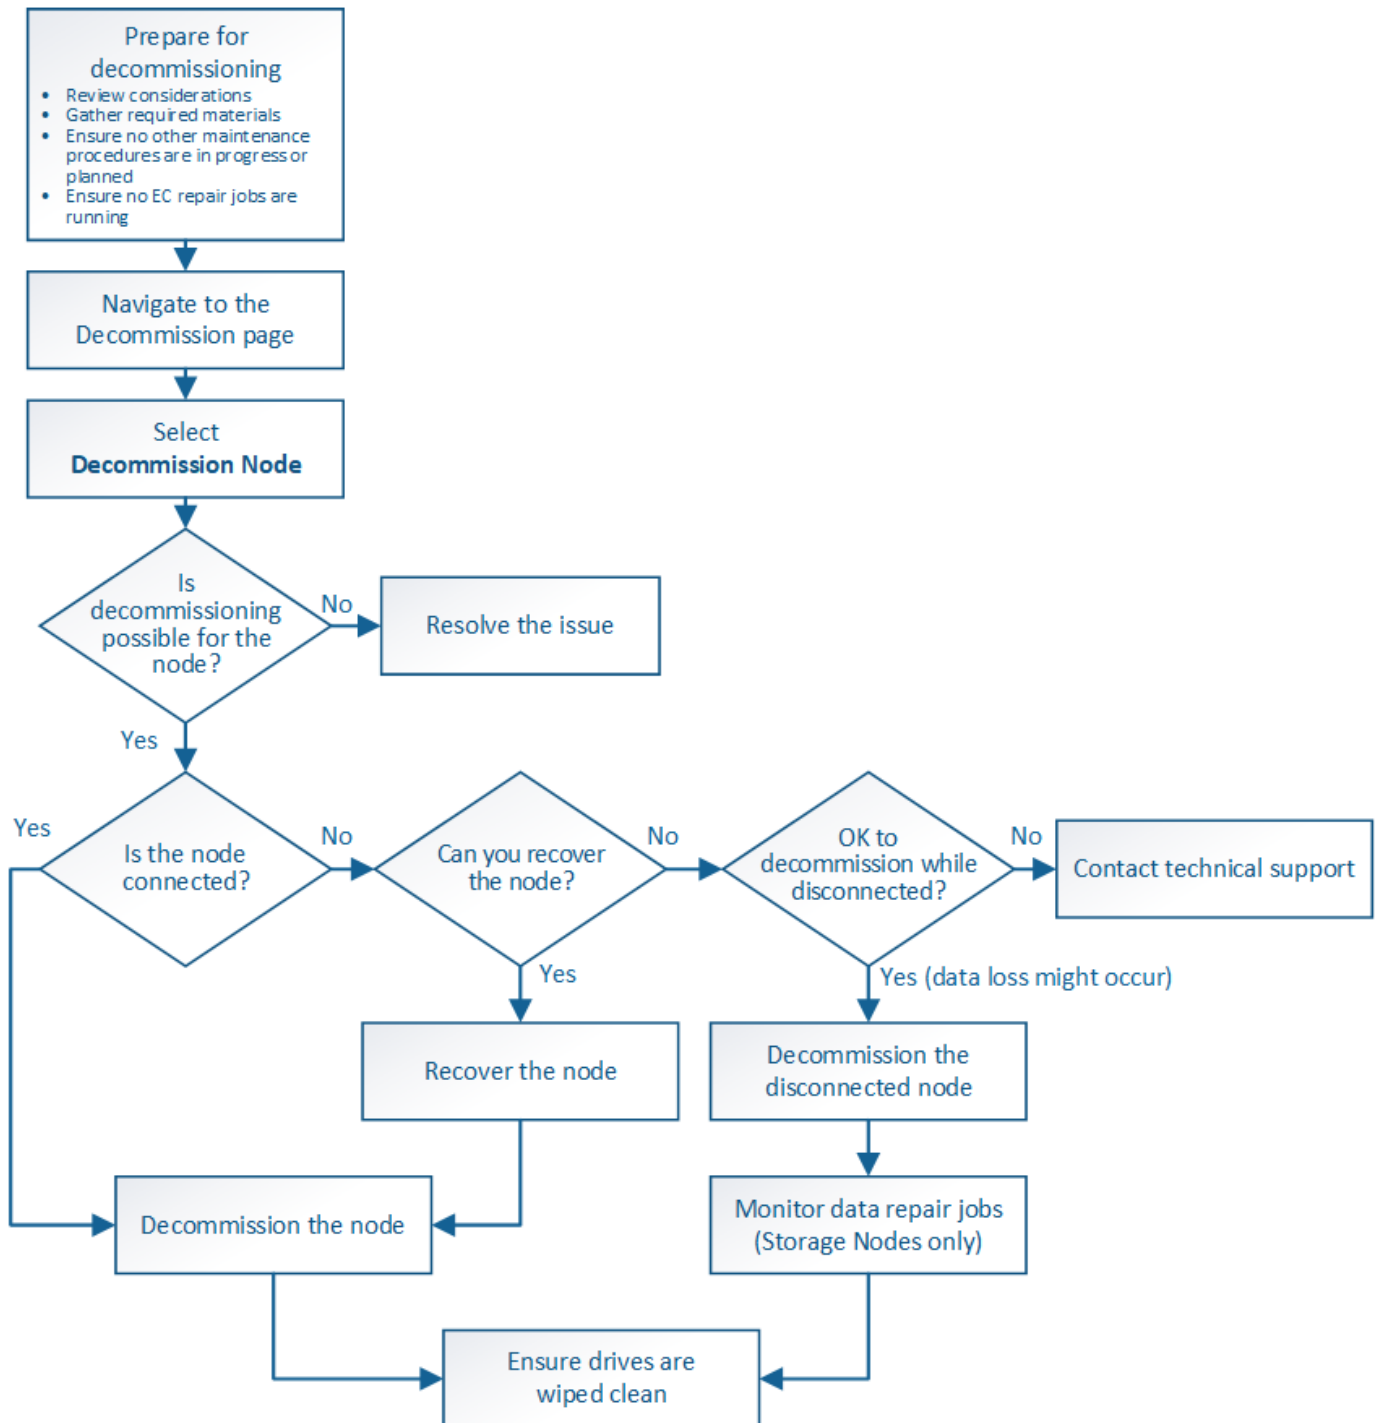 Prepare for
decommissioning
• Review considerations
• Gather required materials
• Ensure no other maintenance
procedures are in progress or
planned
• Ensure no EC repair jobs are
running
Navigate to the
Decommission page
Select
Decommission Node
Is
decommissioning
possible for the
node?
No
Resolve the issue
Yes
Yes
Is the node
connected?
No
Can you recover
the node?
No
OK to
decommission while
disconnected?
No
Contact technical support
Yes
Yes (data loss might occur)
Recover the node
Decommission the
disconnected node
Decommission the node
Monitor data repair jobs
(Storage Nodes only)
Ensure drives are
wiped clean